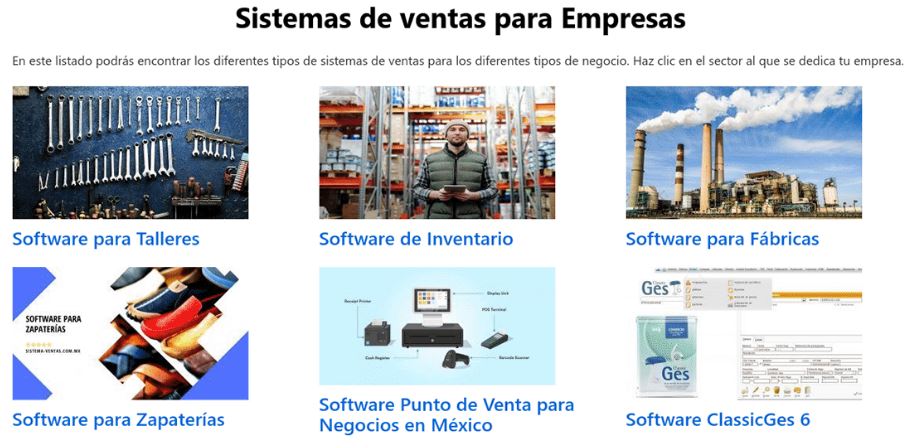 Sistemas de ventas para Empresas
En este listado podrás encontrar los diferentes tipos de sistemas de ventas para los diferentes tipos de negocio. Haz clic en el sector al que se dedica tu empresa.
Software para Talleres
Software de Inventario
Software para Fábricas
SOFTWARE PARA
ZAPATERÍAS
SISTEMA-VENTAS.COM.MX
Software para Zapaterías
Receipt Printer
Display Unit
POS Terminal
Cash Register
Barcode Scanner
Software Punto de Venta para
Negocios en México
Classic
Ges
Ges
Software ClassicGes 6